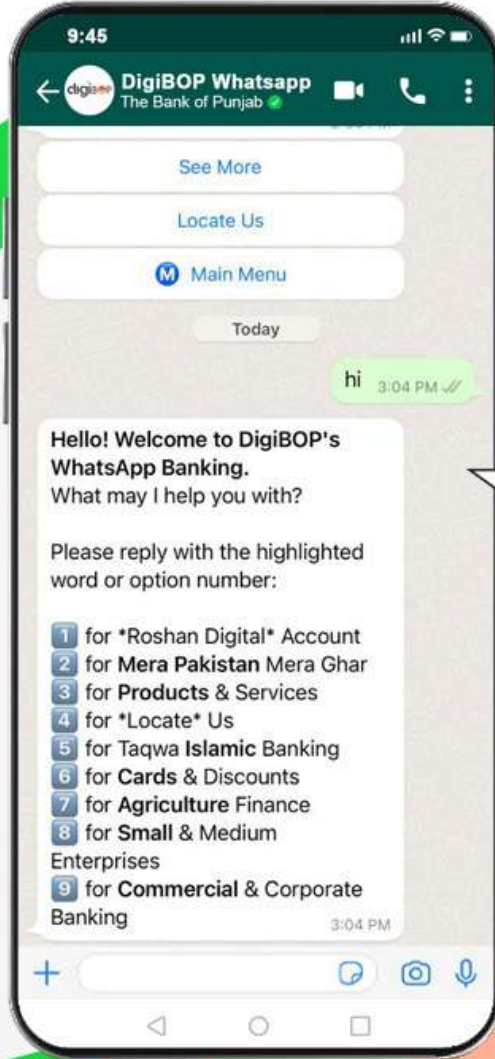 9:45
digiBOP
DigiBOP Whatsapp
The Bank of Punjab
See More
Locate Us
M Main Menu
Today
hi 3:04 PM
Hello! Welcome to DigiBOP's
WhatsApp Banking.
What may I help you with?
Please reply with the highlighted
word or option number:
1 for *Roshan Digital* Account
2 for Mera Pakistan Mera Ghar
3 for Products & Services
4 for *Locate* Us
5 for Taqwa Islamic Banking
6 for Cards & Discounts
7 for Agriculture Finance
8 for Small & Medium
Enterprises
9 for Commercial & Corporate
Banking
3:04 PM